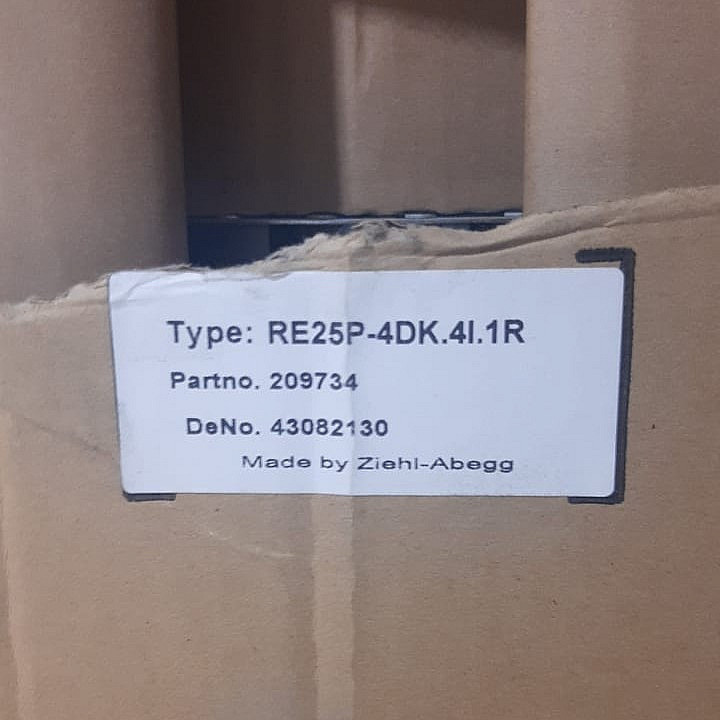 Type: RE25P-4DK.4I.1R
Partno. 209734
DeNo. 43082130
Made by Ziehl-Abegg